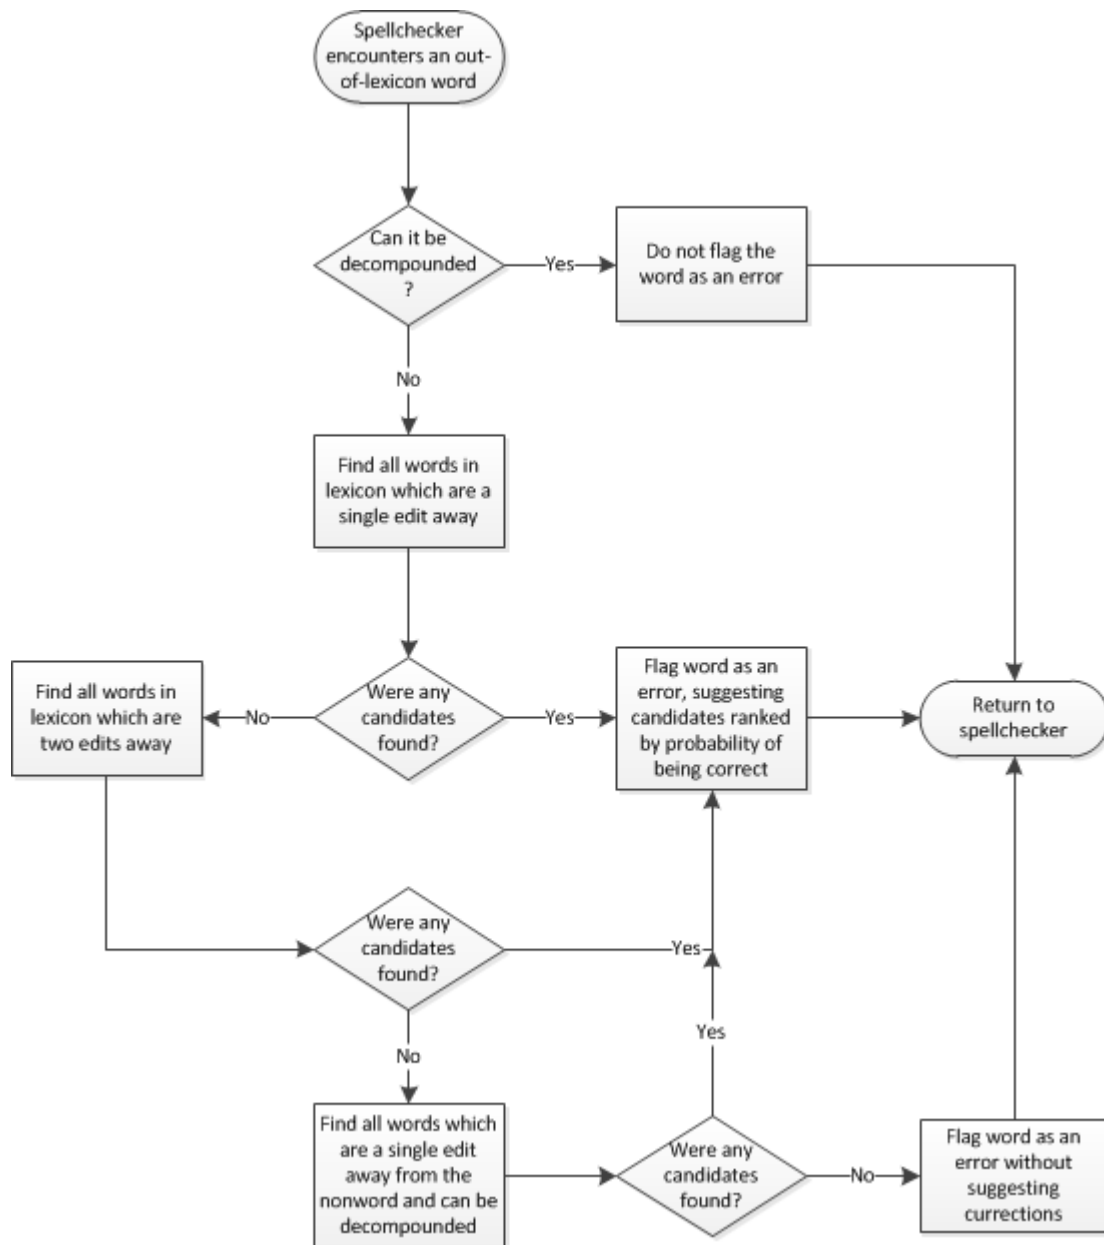 Spellchecker
encounters an out-
of-lexicon word
Can it be
decompounded
?
Yes
Do not flag the
word as an error
No
Find all words in
lexicon which are a
single edit away
Find all words in
lexicon which are
two edits away
No
Were any
candidates
found?
Yes
Flag word as an
error, suggesting
candidates ranked
by probability of
being correct
Return to
spellchecker
Were any
candidates
found?
Yes
No
Yes
Find all words which
are a single edit
away from the
nonword and can be
decompounded
Were any
candidates
found?
No
Flag word as an
error without
suggesting
currections